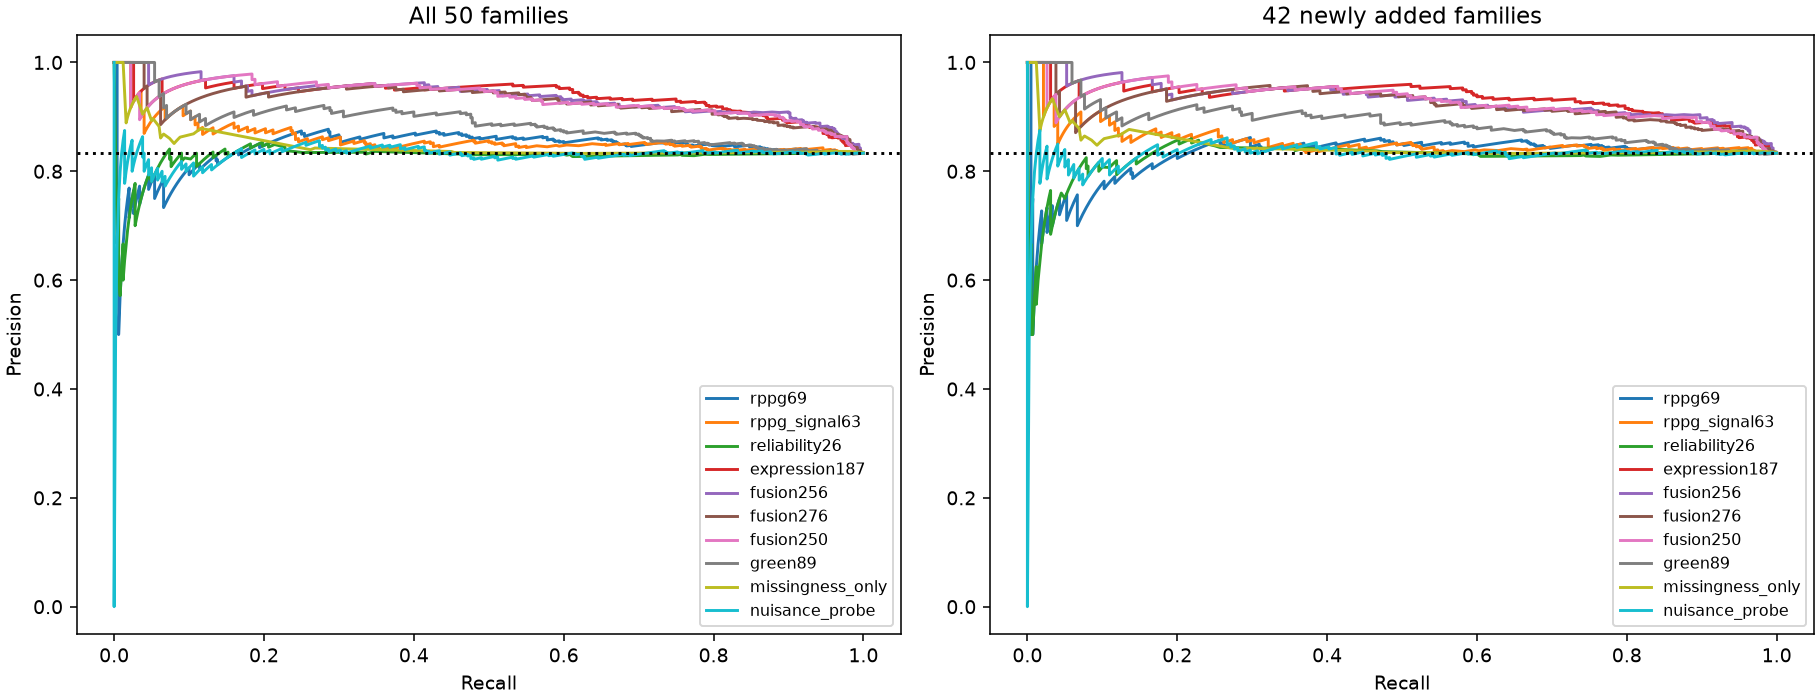 All 50 families
Precision
1.0
0.8
0.6
0.4
0.2
0.0
0.0 0.2 0.4 0.6 0.8 1.0
Recall
rppg69
rppg_signal63
reliability26
expression187
fusion256
fusion276
fusion250
green89
missingness_only
nuisance_probe
42 newly added families
Precision
1.0
0.8
0.6
0.4
0.2
0.0
0.0 0.2 0.4 0.6 0.8 1.0
Recall
rppg69
rppg_signal63
reliability26
expression187
fusion256
fusion276
fusion250
green89
missingness_only
nuisance_probe